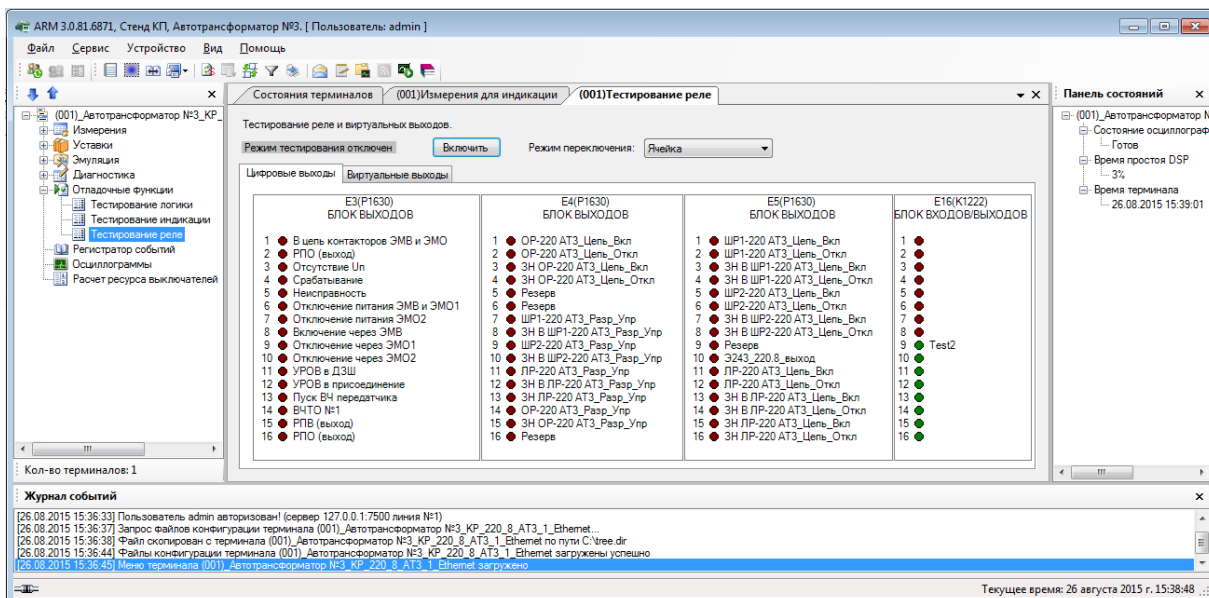 ARM 3.0.81.6871, Стенд КП, Автотрансформатор №3. [ Пользователь: admin ]
Файл Сервис Устройство Вид Помощь
Состояния терминалов (001)Измерения для индикации (001)Тестирование реле
Панель состояний
(001)_Автотрансформатор №3_КР_
Измерения
Уставки
Эмуляция
Диагностика
Отладочные функции
Тестирование логики
Тестирование индикации
Тестирование реле
Регистратор событий
Осциллограммы
Расчет ресурса выключателей
Кол-во терминалов: 1
Тестирование реле и виртуальных выходов.
Режим тестирования отключен Включить Режим переключения: Ячейка
Цифровые выходы Виртуальные выходы
E3(P1630)
БЛОК ВЫХОДОВ
1 В цепь контакторов ЭМВ и ЭМО
2 РПО (выход)
3 Отсутствие Un
4 Срабатывание
5 Неисправность
6 Отключение питания ЭМВ и ЭМО1
7 Отключение питания ЭМО2
8 Включение через ЭМВ
9 Отключение через ЭМО1
10 Отключение через ЭМО2
11 УРОВ в ДЗШ
12 УРОВ в присоединение
13 Пуск ВЧ передатчика
14 ВЧТО №1
15 РПВ (выход)
16 РПО (выход)
E4(P1630)
БЛОК ВЫХОДОВ
1 ОР-220 АТ3_Цепь_Вкл
2 ОР-220 АТ3_Цепь_Откл
3 ЗН ОР-220 АТ3_Цепь_Вкл
4 ЗН ОР-220 АТ3_Цепь_Откл
5 Резерв
6 Резерв
7 ШР1-220 АТ3_Разр_Упр
8 ЗН В ШР1-220 АТ3_Разр_Упр
9 ШР2-220 АТ3_Разр_Упр
10 ЗН В ШР2-220 АТ3_Разр_Упр
11 ЛР-220 АТ3_Разр_Упр
12 ЗН В ЛР-220 АТ3_Разр_Упр
13 ЗН ЛР-220 АТ3_Разр_Упр
14 ОР-220 АТ3_Разр_Упр
15 ЗН ОР-220 АТ3_Разр_Упр
16 Резерв
E5(P1630)
БЛОК ВЫХОДОВ
1 ШР1-220 АТ3_Цепь_Вкл
2 ШР1-220 АТ3_Цепь_Откл
3 ЗН В ШР1-220 АТ3_Цепь_Вкл
4 ЗН В ШР1-220 АТ3_Цепь_Откл
5 ШР2-220 АТ3_Цепь_Вкл
6 ШР2-220 АТ3_Цепь_Откл
7 ЗН В ШР2-220 АТ3_Цепь_Вкл
8 ЗН В ШР2-220 АТ3_Цепь_Откл
9 Резерв
10 Э243_220.8_выход
11 ЛР-220 АТ3_Цепь_Вкл
12 ЛР-220 АТ3_Цепь_Откл
13 ЗН В ЛР-220 АТ3_Цепь_Вкл
14 ЗН В ЛР-220 АТ3_Цепь_Откл
15 ЗН ЛР-220 АТ3_Цепь_Вкл
16 ЗН ЛР-220 АТ3_Цепь_Откл
E16(K1222)
БЛОК ВХОДОВ/ВЫХОДОВ
1
2
3
4
5
6
7
8
9 Test2
10
11
12
13
14
15
16
(001)_Автотрансформатор N
Состояние осциллограф
Готов
Время простоя DSP
3%
Время терминала
26.08.2015 15:39:01
Журнал событий
[26.08.2015 15:36:33] Пользователь admin авторизован! (сервер 127.0.0.1:7500 линия №1)
[26.08.2015 15:36:37] Запрос файлов конфигурации терминала (001)_Автотрансформатор №3_КР_220_8_АТ3_1_Ethernet...
[26.08.2015 15:36:38] Файл скопирован с терминала (001)_Автотрансформатор №3_КР_220_8_АТ3_1_Ethernet по пути C:\tree.dir
[26.08.2015 15:36:44] Файлы конфигурации терминала (001)_Автотрансформатор №3_КР_220_8_АТ3_1_Ethernet загружены успешно
[26.08.2015 15:36:45] Меню терминала (001)_Автотрансформатор №3_КР_220_8_АТ3_1_Ethernet загружено
Текущее время: 26 августа 2015 г. 15:38:48